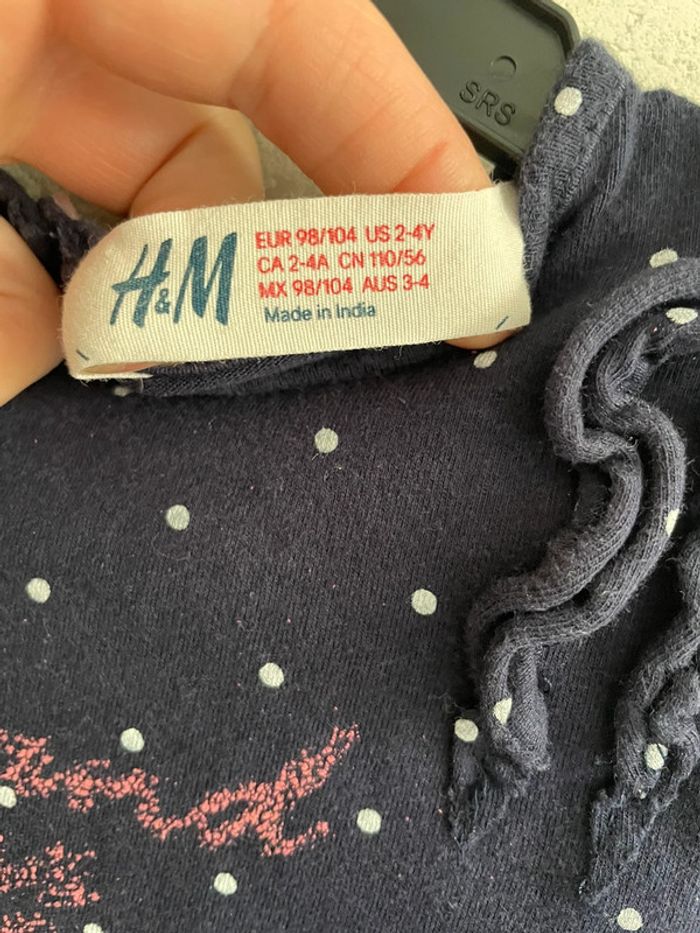 SRS
H&M
EUR 98/104 US 2-4Y
CA 2-4A CN 110/56
MX 98/104 AUS 3-4
Made in India